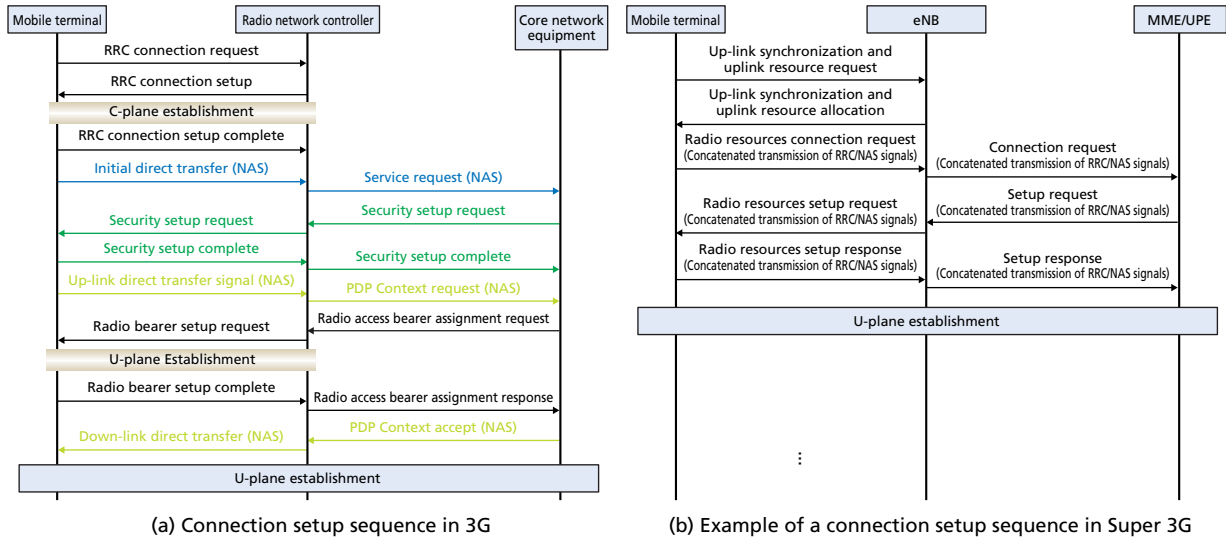 Mobile terminal
Radio network controller
Core network
equipment
RRC connection request
RRC connection setup
C-plane establishment
RRC connection setup complete
Initial direct transfer (NAS)
Service request (NAS)
Security setup request
Security setup request
Security setup complete
Security setup complete
Up-link direct transfer signal (NAS)
PDP Context request (NAS)
Radio access bearer assignment request
Radio bearer setup request
U-plane Establishment
Radio bearer setup complete
Radio access bearer assignment response
PDP Context accept (NAS)
Down-link direct transfer (NAS)
U-plane establishment
(a) Connection setup sequence in 3G
Mobile terminal
eNB
MME/UPE
Up-link synchronization and
uplink resource request
Up-link synchronization and
uplink resource allocation
Radio resources connection request
(Concatenated transmission of RRC/NAS signals)
Connection request
(Concatenated transmission of RRC/NAS signals)
Setup request
(Concatenated transmission of RRC/NAS signals)
Radio resources setup request
(Concatenated transmission of RRC/NAS signals)
Radio resources setup response
(Concatenated transmission of RRC/NAS signals)
Setup response
(Concatenated transmission of RRC/NAS signals)
U-plane establishment
⋮
(b) Example of a connection setup sequence in Super 3G